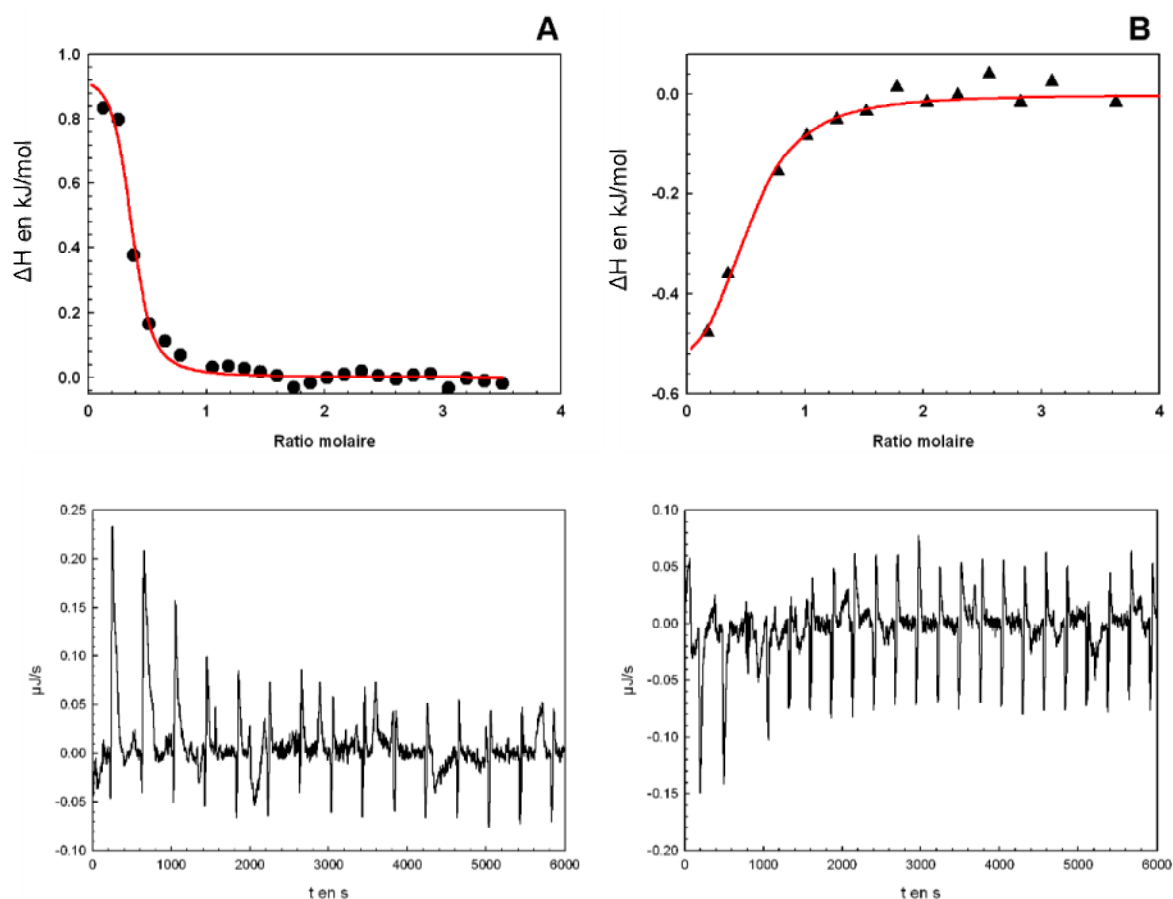 A
ΔH en kJ/mol
1.0
0.8
0.6
0.4
0.2
0.0
0 1 2 3 4
Ratio molaire
B
ΔH en kJ/mol
0.0
-0.2
-0.4
-0.6
0 1 2 3 4
Ratio molaire
µJ/s
0.25
0.20
0.15
0.10
0.05
0.00
-0.05
-0.10
0 1000 2000 3000 4000 5000 6000
t en s
µJ/s
0.10
0.05
0.00
-0.05
-0.10
-0.15
-0.20
0 1000 2000 3000 4000 5000 6000
t en s